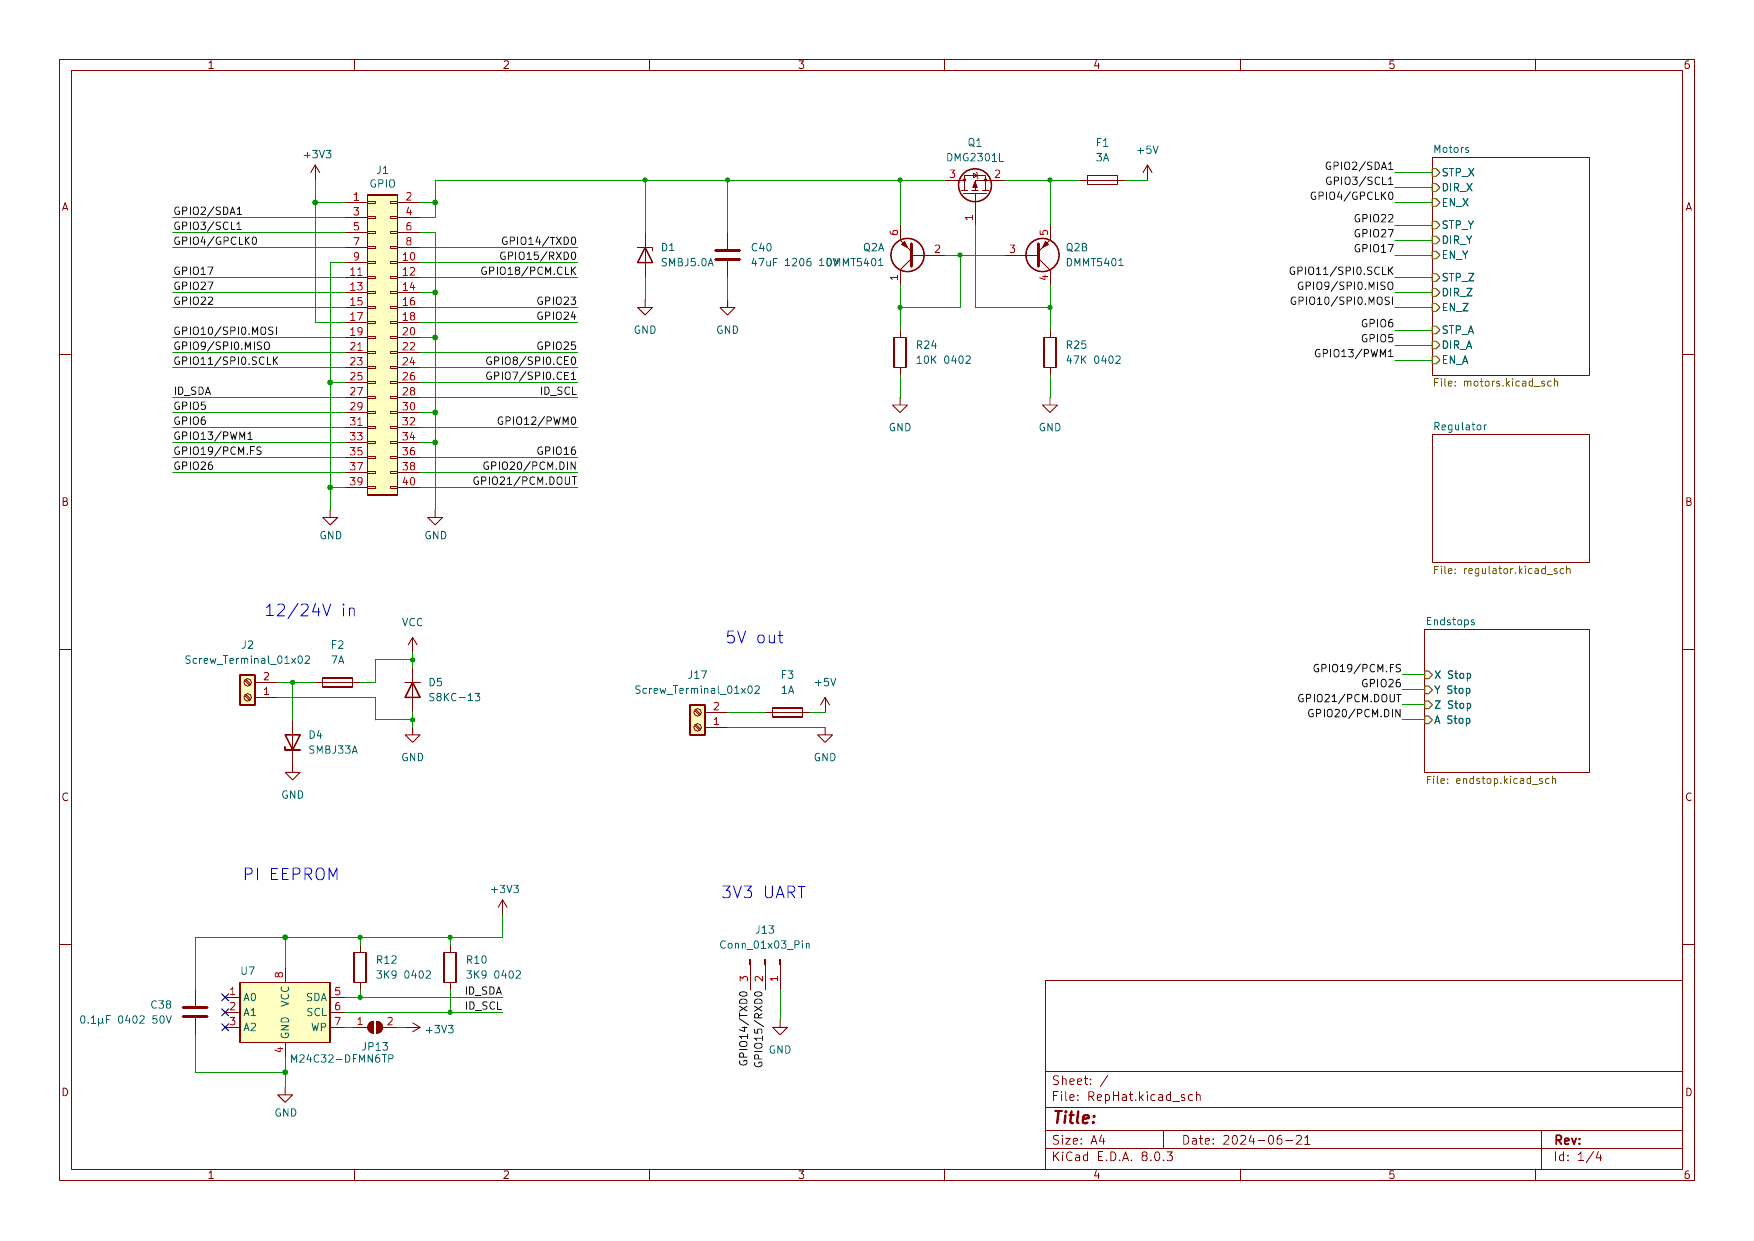 1 2 3 4 5 6
A
B
C
D
+3V3
J1
GPIO
1 2
3 4
5 6
7 8
9 10
11 12
13 14
15 16
17 18
19 20
21 22
23 24
25 26
27 28
29 30
31 32
33 34
35 36
37 38
39 40
GPIO2/SDA1
GPIO3/SCL1
GPIO4/GPCLK0
GPIO17
GPIO27
GPIO22
GPIO10/SPI0.MOSI
GPIO9/SPI0.MISO
GPIO11/SPI0.SCLK
ID_SDA
GPIO5
GPIO6
GPIO13/PWM1
GPIO19/PCM.FS
GPIO26
GPIO14/TXD0
GPIO15/RXD0
GPIO18/PCM.CLK
GPIO23
GPIO24
GPIO25
GPIO8/SPI0.CE0
GPIO7/SPI0.CE1
ID_SCL
GPIO12/PWM0
GPIO16
GPIO20/PCM.DIN
GPIO21/PCM.DOUT
GND
GND
D1
SMBJ5.0A
GND
C40
47uF 1206 10V
GND
Q2A
DMMT5401
6
2
1
Q1
DMG2301L
3 2
1
3
5
4
Q2B
DMMT5401
F1
3A
+5V
R24
10K 0402
GND
R25
47K 0402
GND
Motors
GPIO2/SDA1 STP_X
GPIO3/SCL1 DIR_X
GPIO4/GPCLK0 EN_X
GPIO22 STP_Y
GPIO27 DIR_Y
GPIO17 EN_Y
GPIO11/SPI0.SCLK STP_Z
GPIO9/SPI0.MISO DIR_Z
GPIO10/SPI0.MOSI EN_Z
GPIO6 STP_A
GPIO5 DIR_A
GPIO13/PWM1 EN_A
File: motors.kicad_sch
Regulator
File: regulator.kicad_sch
Endstops
GPIO19/PCM.FS X Stop
GPIO26 Y Stop
GPIO21/PCM.DOUT Z Stop
GPIO20/PCM.DIN A Stop
File: endstop.kicad_sch
12/24V in
J2
Screw_Terminal_01x02
2
1
F2
7A
VCC
D5
S8KC-13
GND
D4
SMBJ33A
GND
5V out
J17
Screw_Terminal_01x02
2
1
F3
1A
+5V
GND
PI EEPROM
+3V3
R12
3K9 0402
R10
3K9 0402
U7
8
VCC
1 A0
2 A1
3 A2
SDA 5
SCL 6
WP 7
GND
4
ID_SDA
ID_SCL
1 2
+3V3
JP13
M24C32-DFMN6TP
C38
0.1µF 0402 50V
GND
3V3 UART
J13
Conn_01x03_Pin
3 2 1
GPIO14/TXD0
GPIO15/RXD0
GND
Sheet: /
File: RepHat.kicad_sch
Title:
Size: A4 Date: 2024-06-21 Rev:
KiCad E.D.A. 8.0.3 Id: 1/4
A
B
C
D
1 2 3 4 5 6